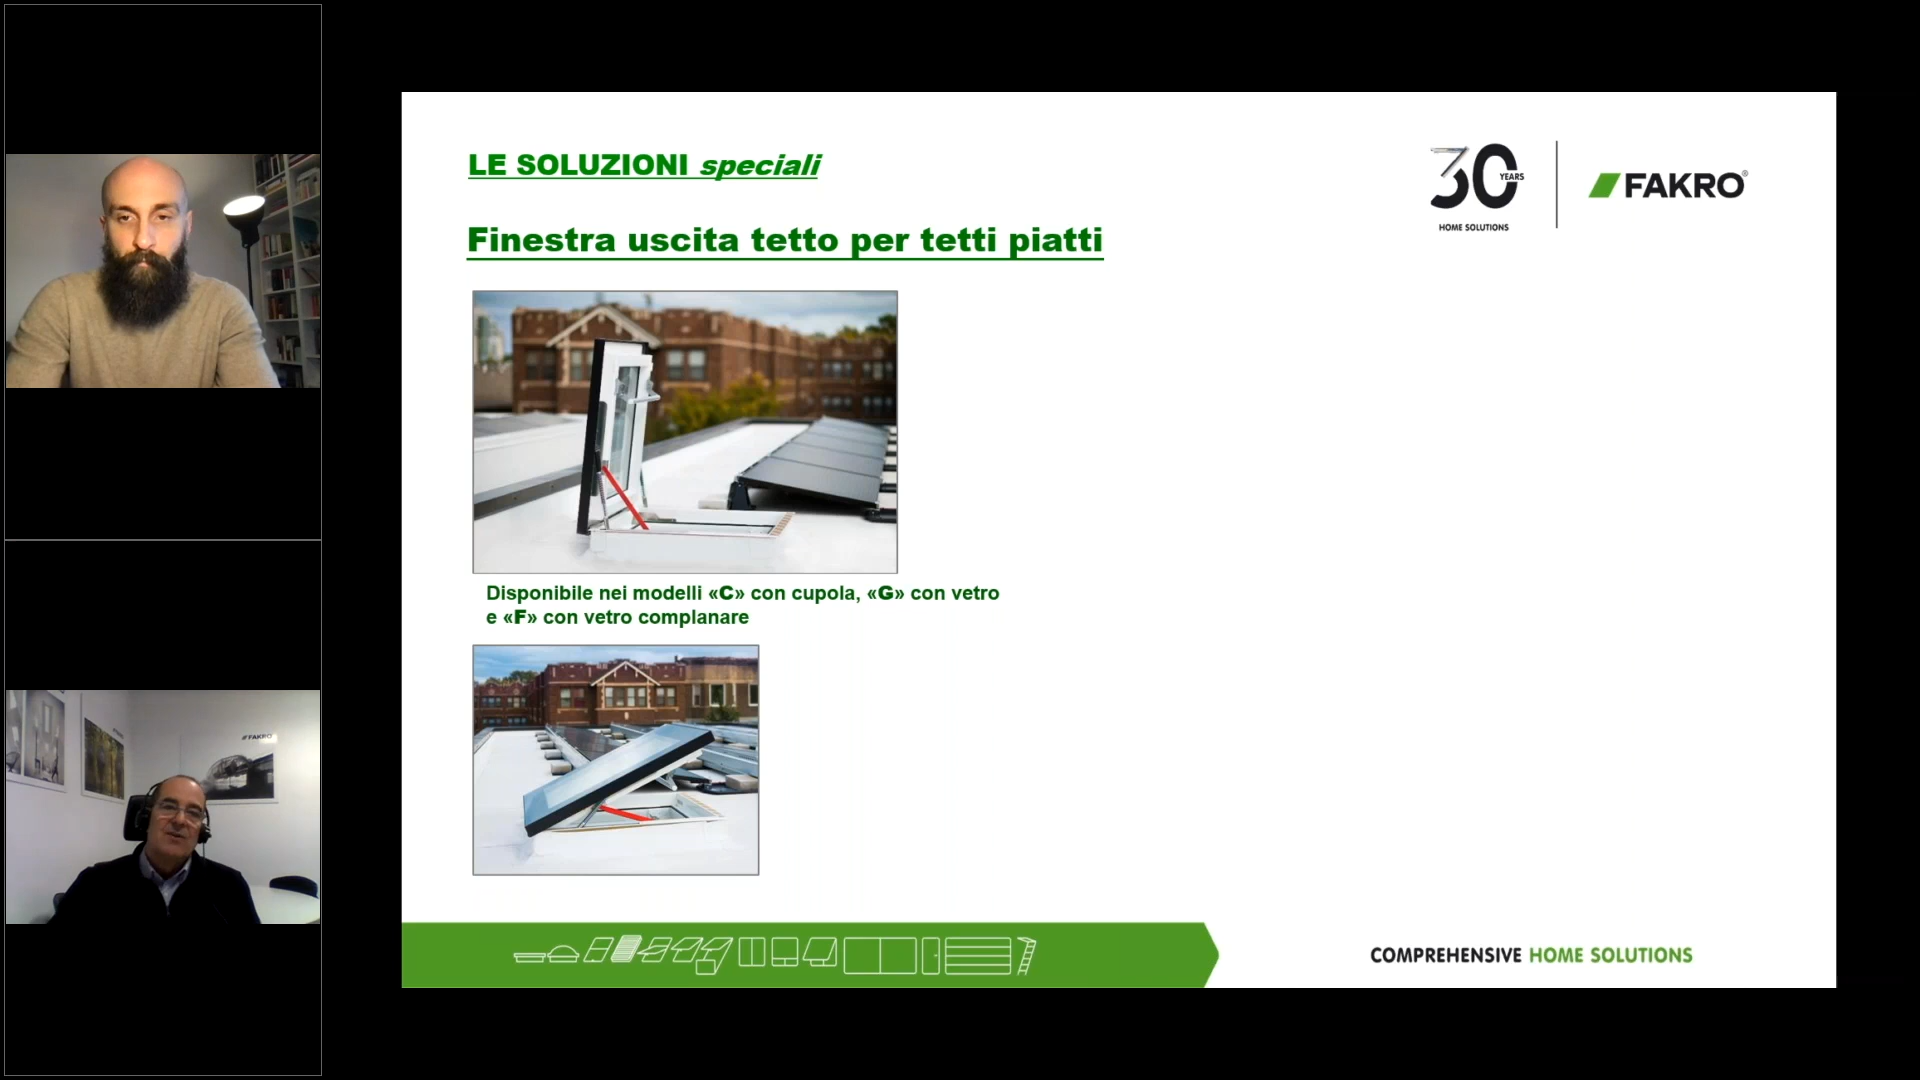 LE SOLUZIONI speciali
30 YEARS
HOME SOLUTIONS
FAKRO®
Finestra uscita tetto per tetti piatti
Disponibile nei modelli «C» con cupola, «G» con vetro
e «F» con vetro complanare
FAKRO
COMPREHENSIVE HOME SOLUTIONS